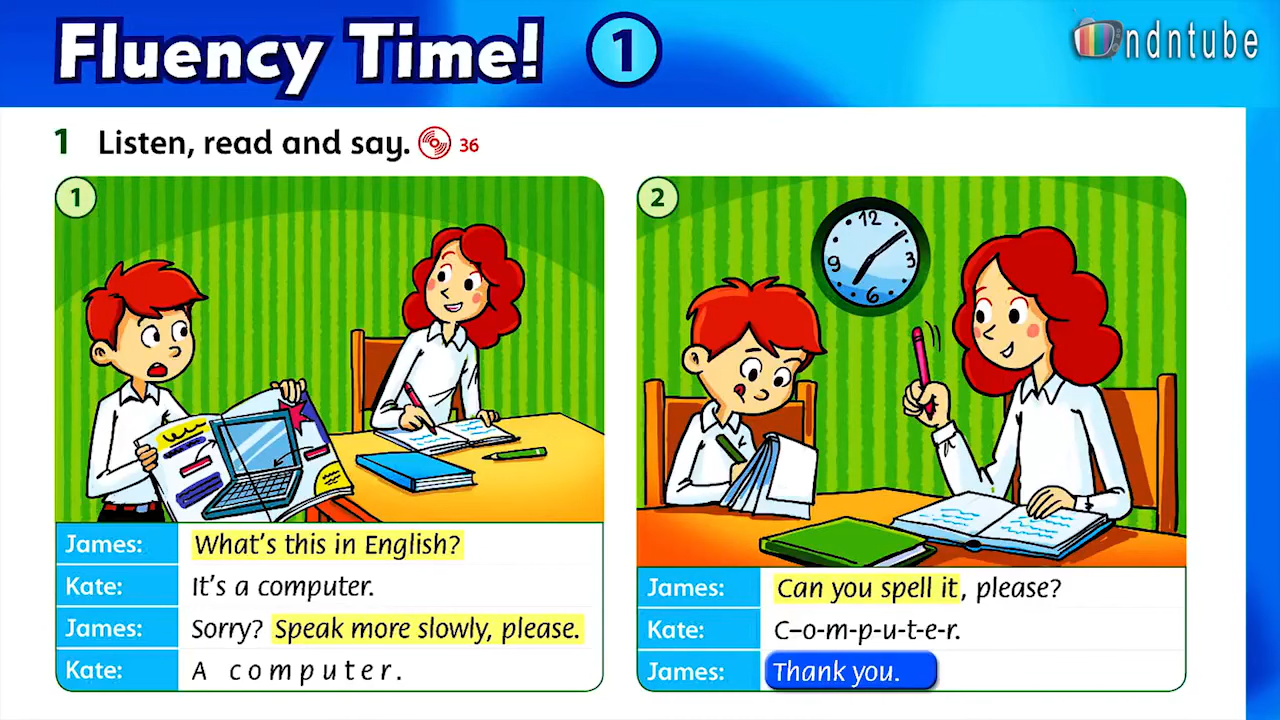 Fluency Time! 1
ndntube
1 Listen, read and say. 36
1
James: What's this in English?
Kate: It's a computer.
James: Sorry? Speak more slowly, please.
Kate: A c o m p u t e r .
2
12
9 3
6
James: Can you spell it, please?
Kate: C–o-m-p-u-t-e-r.
James: Thank you.